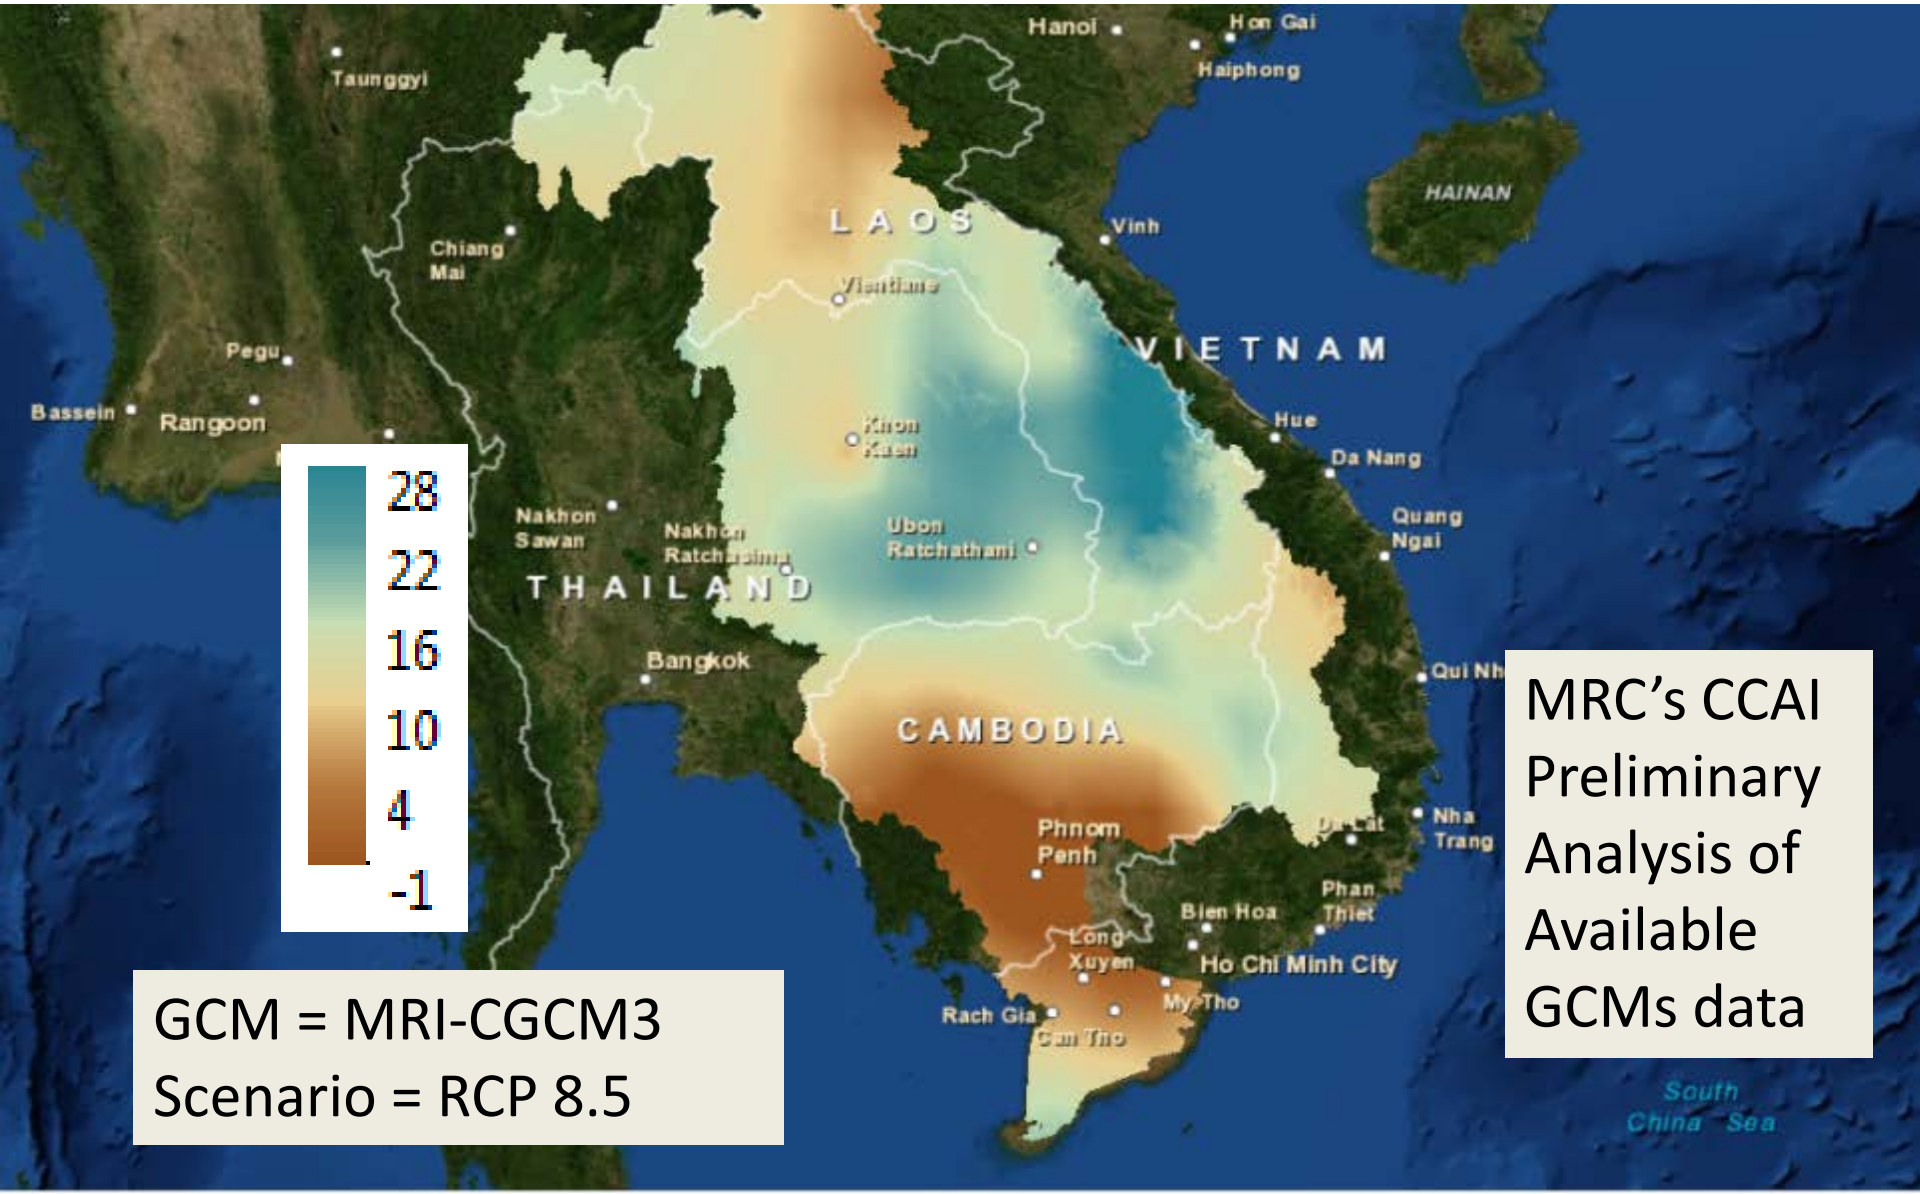 Hanoi
Hon Gai
Haiphong
Taunggyi
HAINAN
LAOS
Vinh
Chiang
Mai
Vientiane
VIETNAM
Pegu
Bassein
Rangoon
Khon
Kaen
Hue
Da Nang
Nakhon
Sawan
Nakhon
Ratchasima
Ubon
Ratchathani
Quang
Ngai
THAILAND
Bangkok
Qui Nh
CAMBODIA
Phnom
Penh
Da Lat
Nha
Trang
Phan
Thiet
Bien Hoa
Long
Xuyen
Ho Chi Minh City
My Tho
Rach Gia
Can Tho
South
China Sea
28
22
16
10
4
-1
GCM = MRI-CGCM3
Scenario = RCP 8.5
MRC’s CCAI
Preliminary
Analysis of
Available
GCMs data